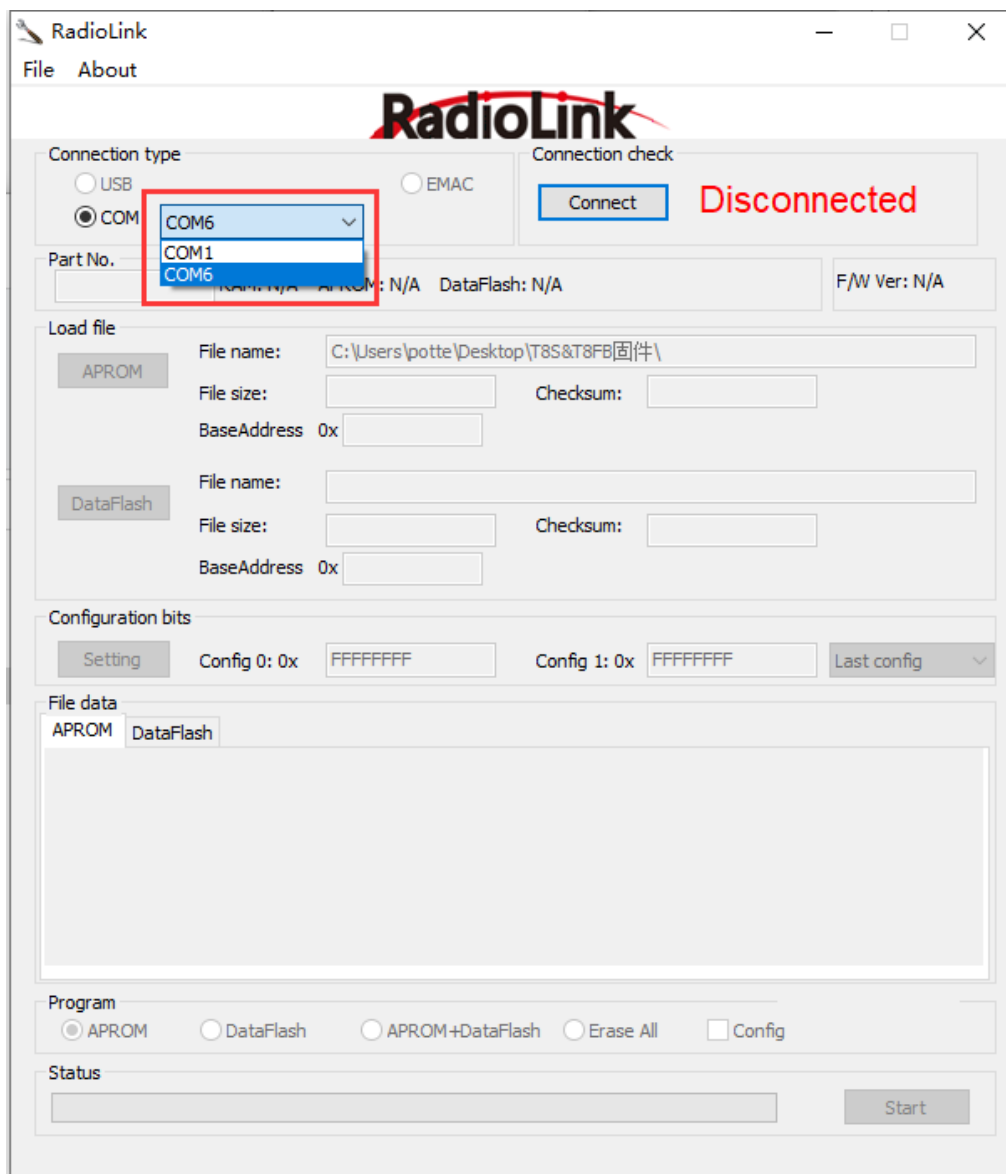 RadioLink
File About
RadioLink
Connection type
USB
EMAC
COM
COM6
COM1
COM6
Connection check
Connect
Disconnected
Part No.
RAM: N/A APROM: N/A DataFlash: N/A
F/W Ver: N/A
Load file
APROM
File name: C:\Users\potte\Desktop\T8S&T8FB固件\
File size: Checksum:
BaseAddress 0x
DataFlash
File name:
File size: Checksum:
BaseAddress 0x
Configuration bits
Setting Config 0: 0x FFFFFFFF Config 1: 0x FFFFFFFF Last config
File data
APROM DataFlash
Program
APROM DataFlash APROM+DataFlash Erase All Config
Status
Start